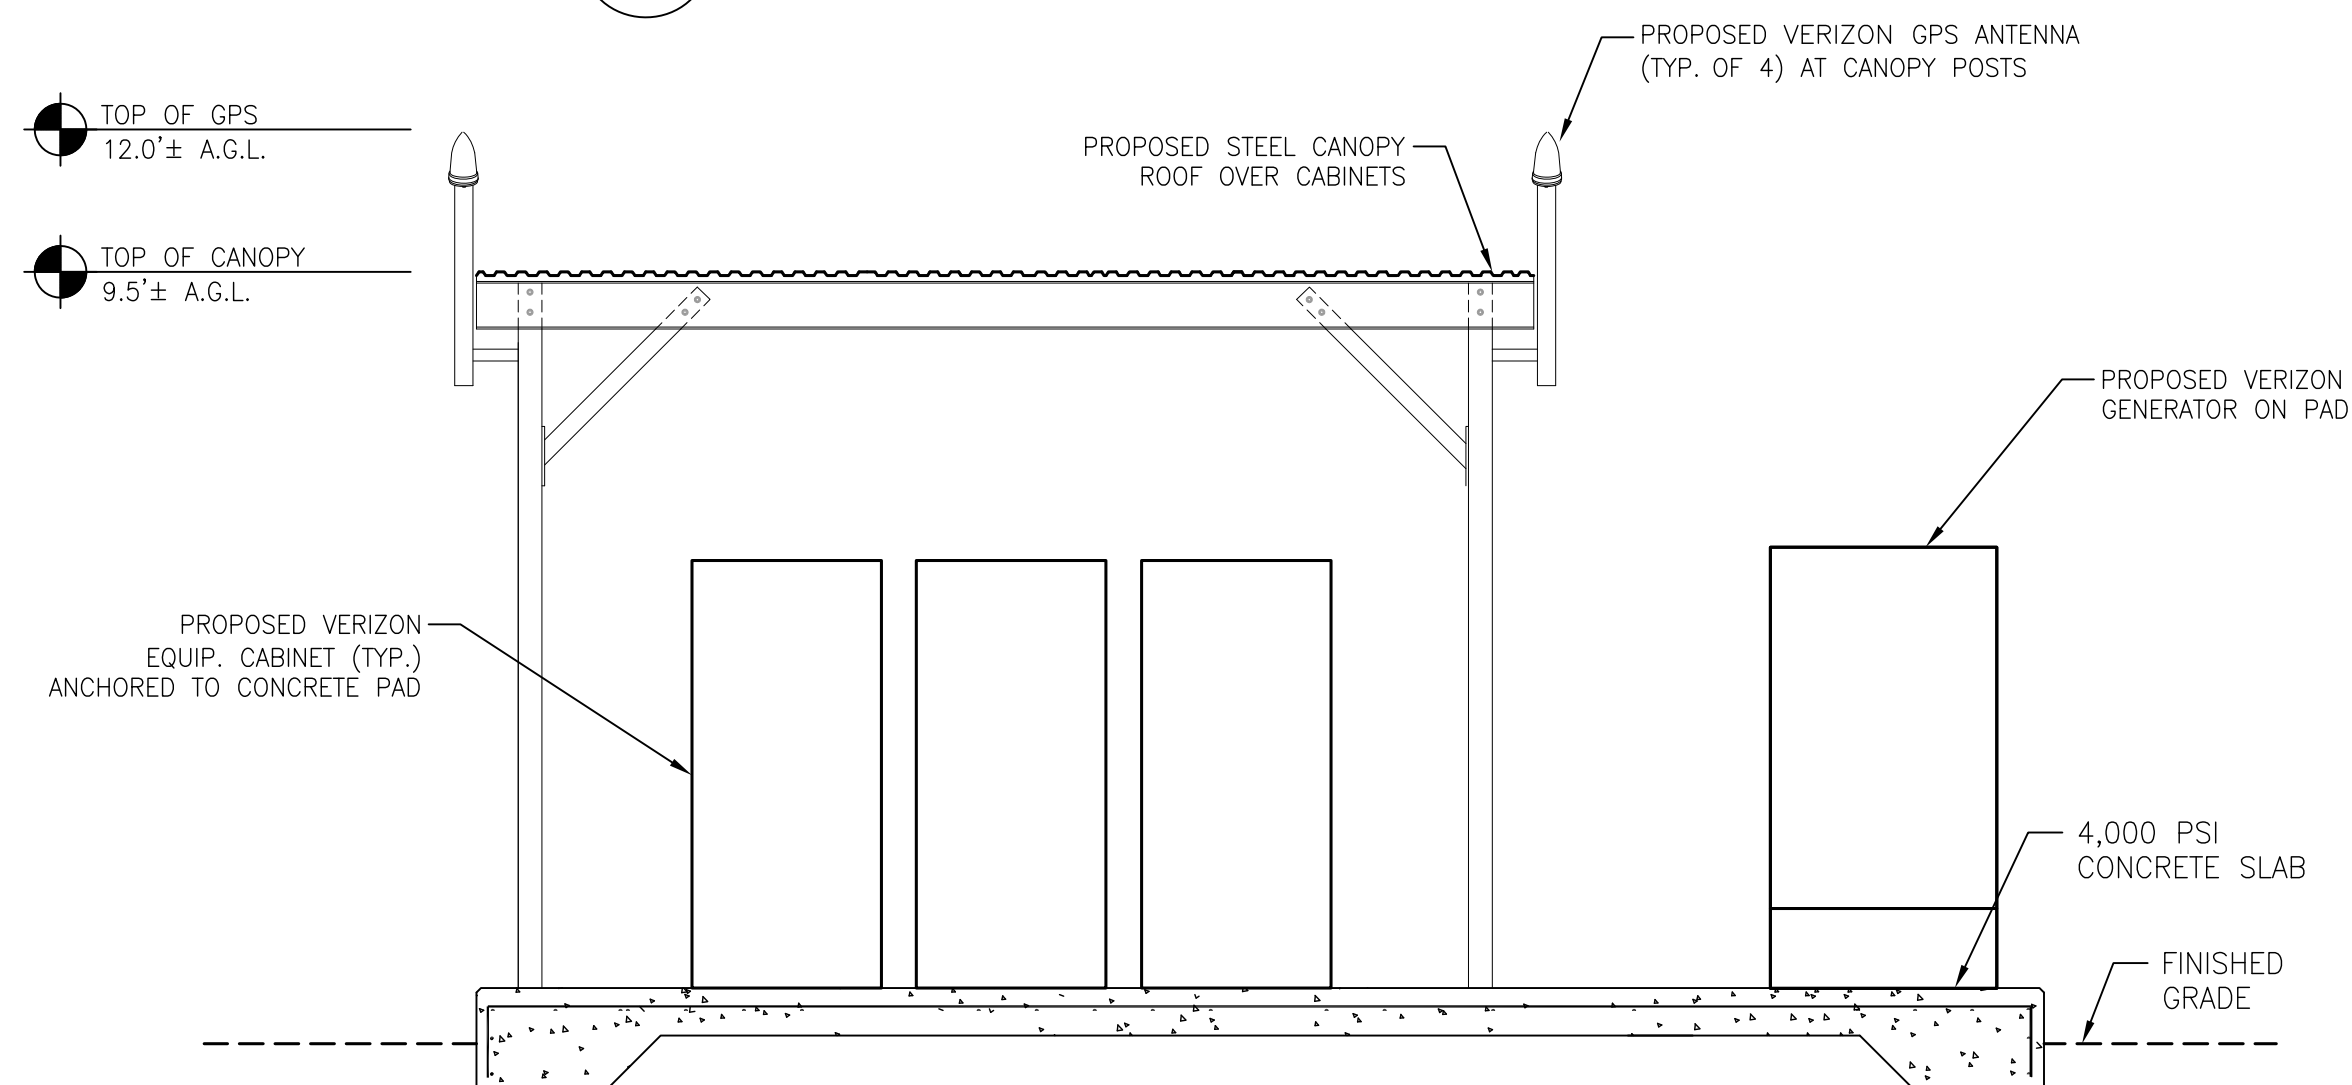 PROPOSED VERIZON GPS ANTENNA
(TYP. OF 4) AT CANOPY POSTS
TOP OF GPS
12.0'± A.G.L.
PROPOSED STEEL CANOPY
ROOF OVER CABINETS
TOP OF CANOPY
9.5'± A.G.L.
PROPOSED VERIZON
GENERATOR ON PAD
PROPOSED VERIZON
EQUIP. CABINET (TYP.)
ANCHORED TO CONCRETE PAD
4,000 PSI
CONCRETE SLAB
FINISHED
GRADE